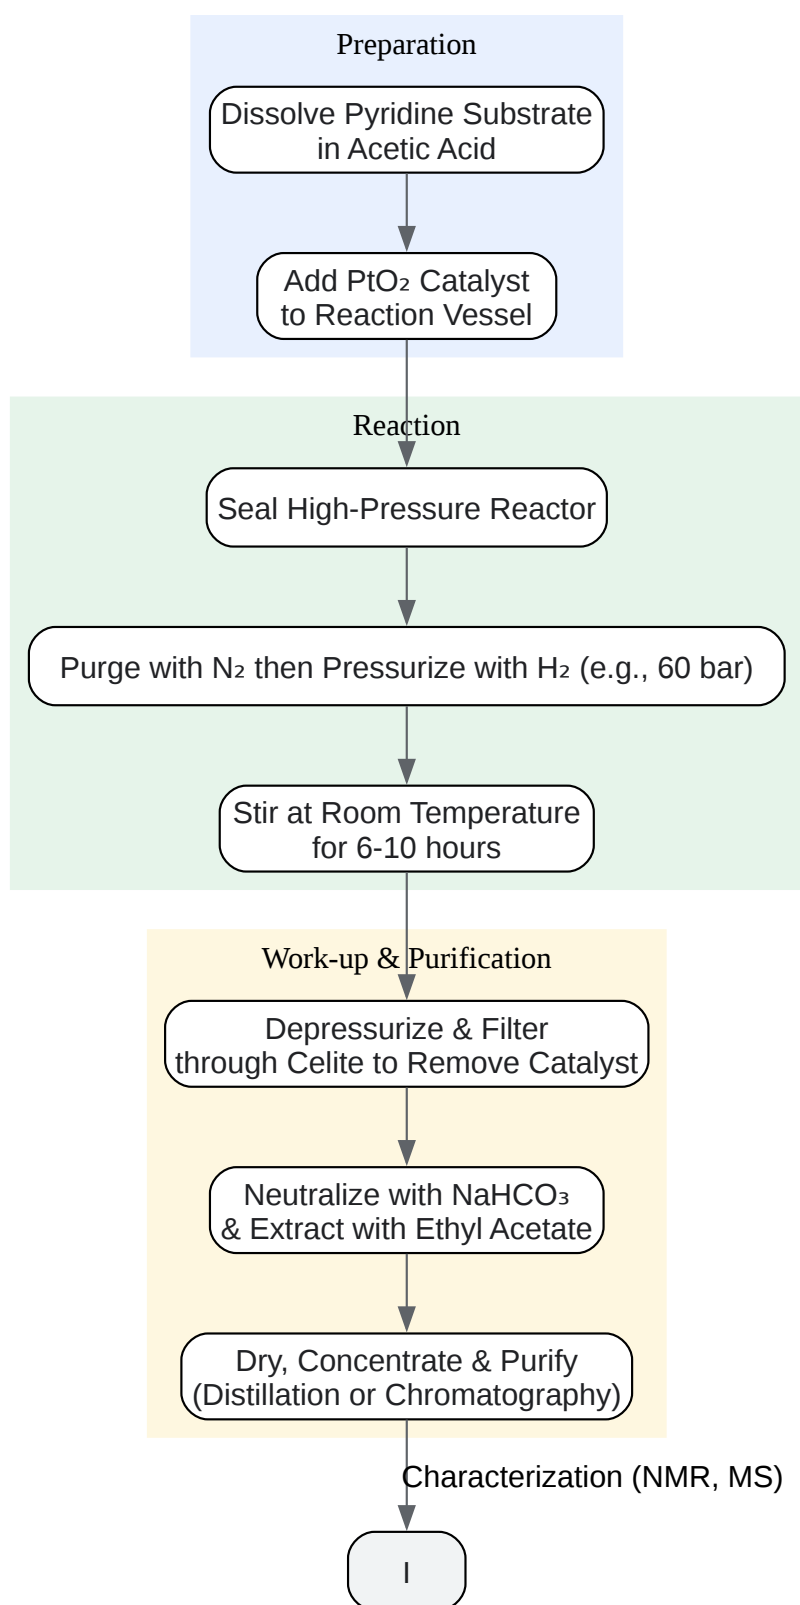 Preparation
Dissolve Pyridine Substrate
in Acetic Acid
Add PtO₂ Catalyst
to Reaction Vessel
Reaction
Seal High-Pressure Reactor
Purge with N₂ then Pressurize with H₂ (e.g., 60 bar)
Stir at Room Temperature
for 6-10 hours
Work-up & Purification
Depressurize & Filter
through Celite to Remove Catalyst
Neutralize with NaHCO₃
& Extract with Ethyl Acetate
Dry, Concentrate & Purify
(Distillation or Chromatography)
Characterization (NMR, MS)
I